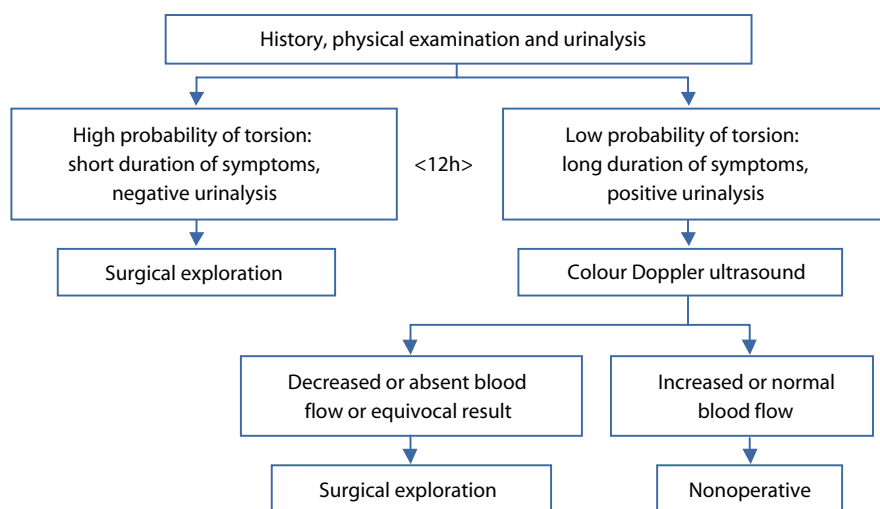 History, physical examination and urinalysis
High probability of torsion:
short duration of symptoms,
negative urinalysis
<12h>
Low probability of torsion:
long duration of symptoms,
positive urinalysis
Surgical exploration
Colour Doppler ultrasound
Decreased or absent blood
flow or equivocal result
Increased or normal
blood flow
Surgical exploration
Nonoperative